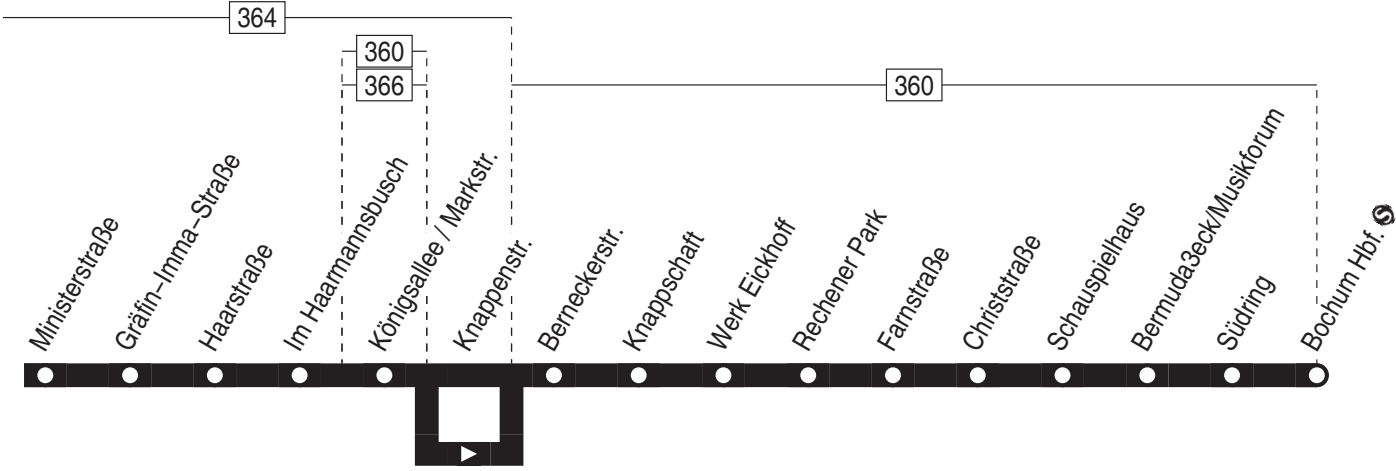 364
360
366
360
Ministerstraße
Gräfin-Imma-Straße
Haarstraße
Im Haarmannsbusch
Königsallee / Markstr.
Knappenstr.
Berneckerstr.
Knappschaft
Werk Eickhoff
Rechener Park
Farnstraße
Christstraße
Schauspielhaus
Bermuda3eck/Musikforum
Südring
Bochum Hbf. S